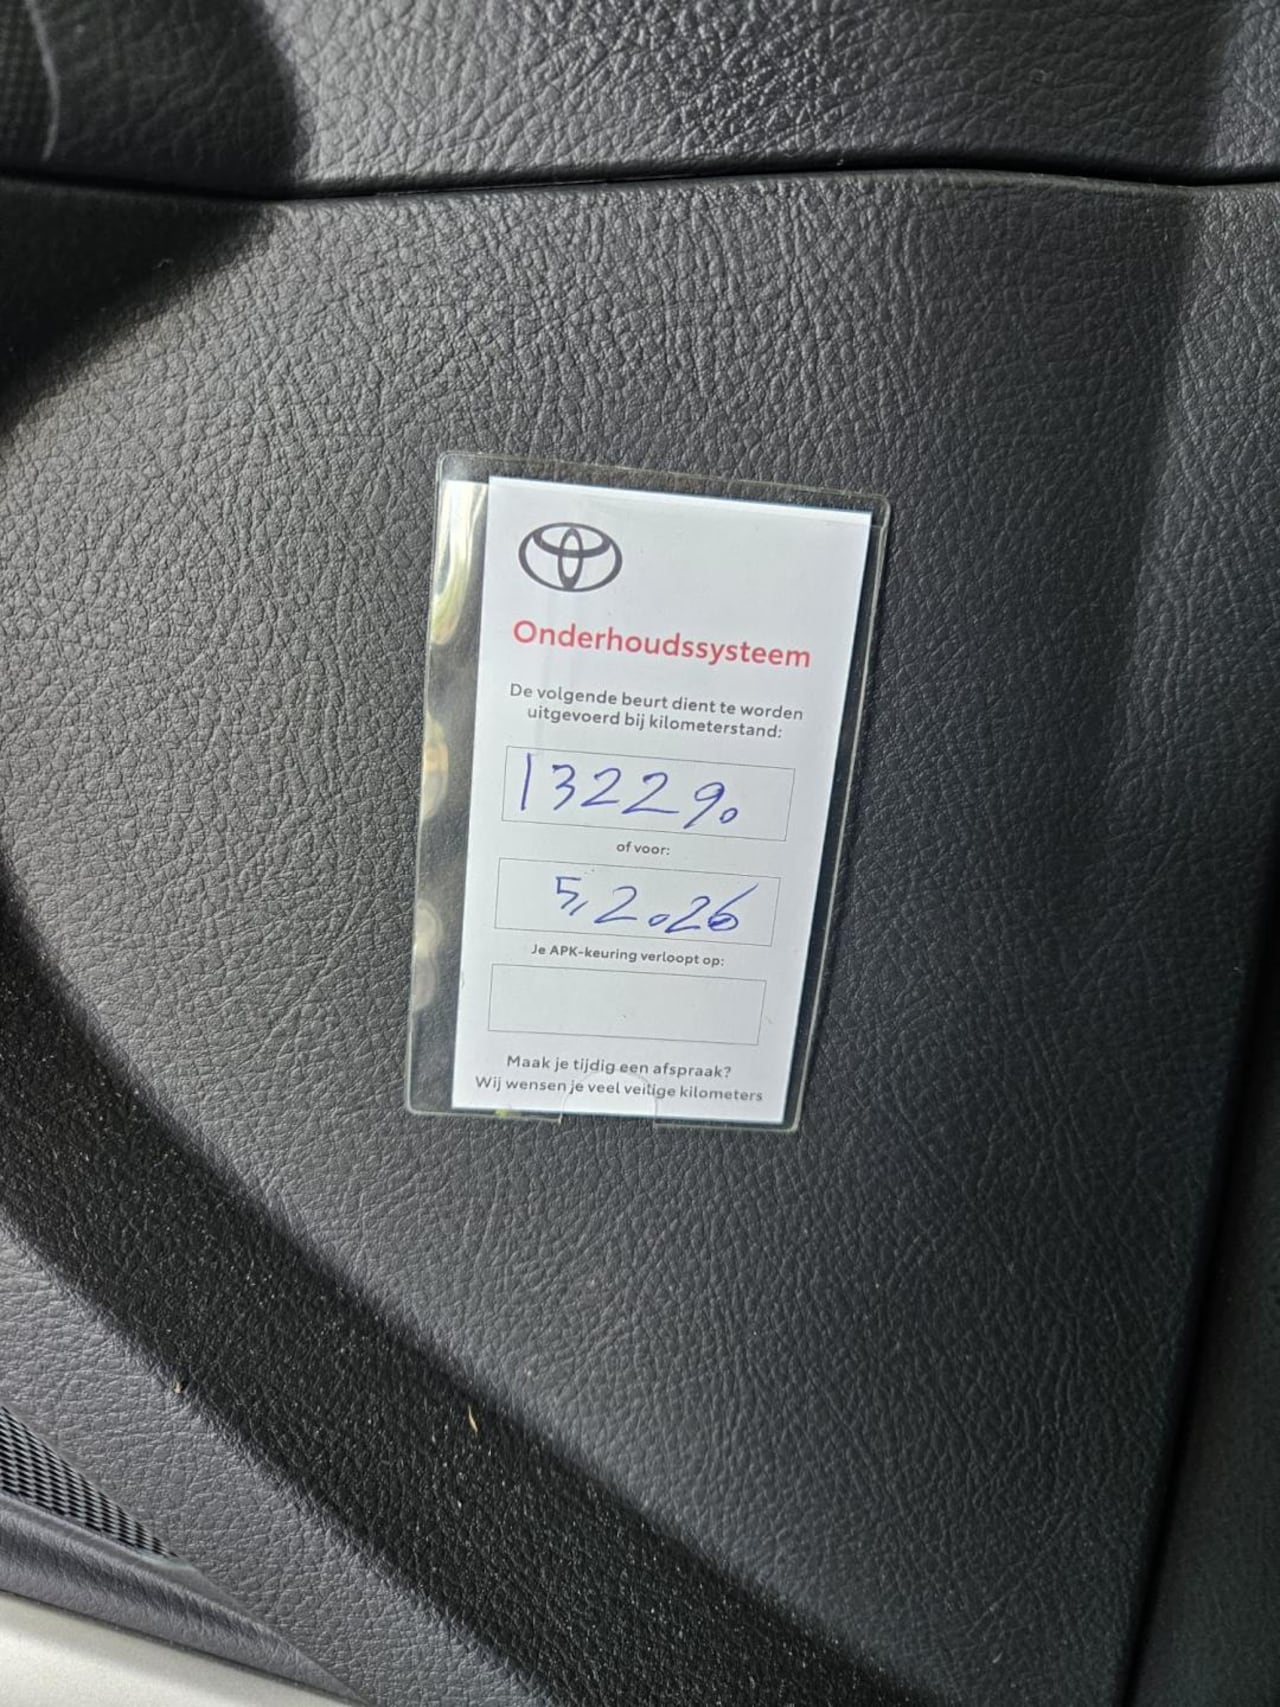 Onderhoudssysteem
De volgende beurt dient te worden
uitgevoerd bij kilometerstand:
132290
of voor:
5,2026
Je APK-keuring verloopt op:
Maak je tijdig een afspraak?
Wij wensen je veel veilige kilometers